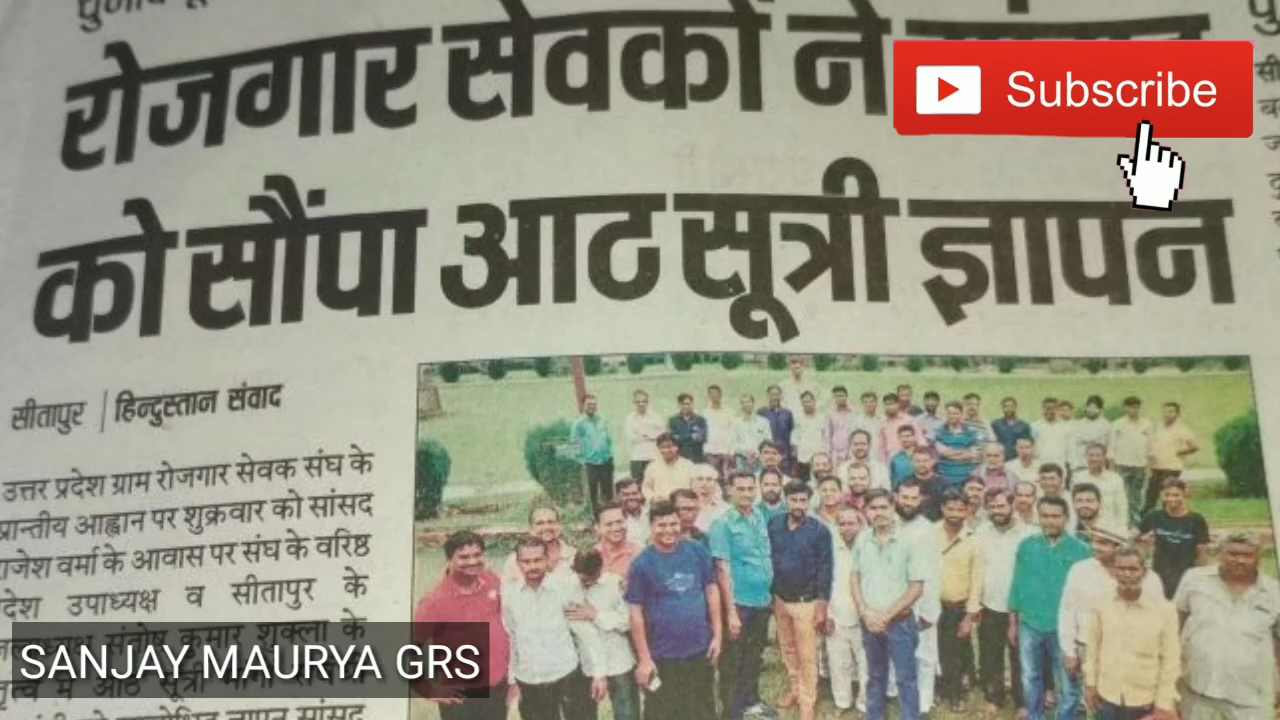 रोजगार सेवकों ने
Subscribe
को सौंपा आठ सूत्री ज्ञापन
सीतापुर | हिन्दुस्तान संवाद
उत्तर प्रदेश ग्राम रोजगार सेवक संघ के
प्रान्तीय आह्वान पर शुक्रवार को सांसद
राजेश वर्मा के आवास पर संघ के वरिष्ठ
देश उपाध्यक्ष व सीतापुर के
संतोष कुमार शुक्ला के
SANJAY MAURYA GRS